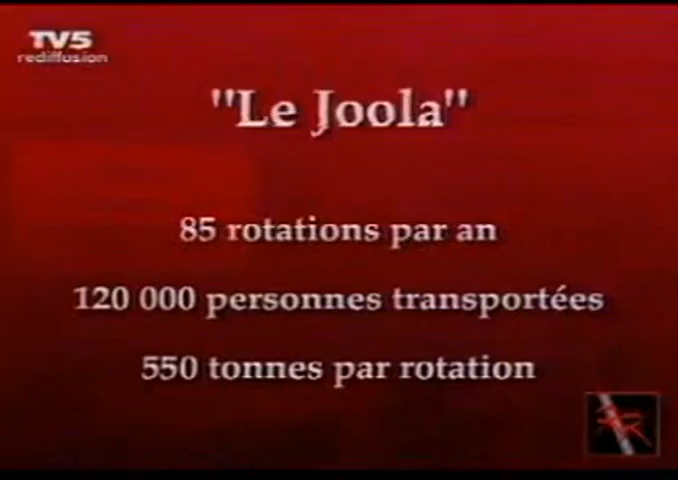 TV5
rediffusion
"Le Joola"
85 rotations par an
120 000 personnes transportées
550 tonnes par rotation